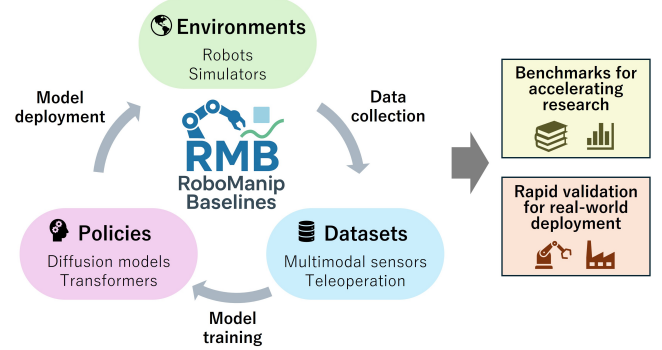 Environments
Robots
Simulators
Model
deployment
Data
collection
RMB
RoboManip
Baselines
Policies
Diffusion models
Transformers
Datasets
Multimodal sensors
Teleoperation
Model
training
Benchmarks for
accelerating
research
Rapid validation
for real-world
deployment